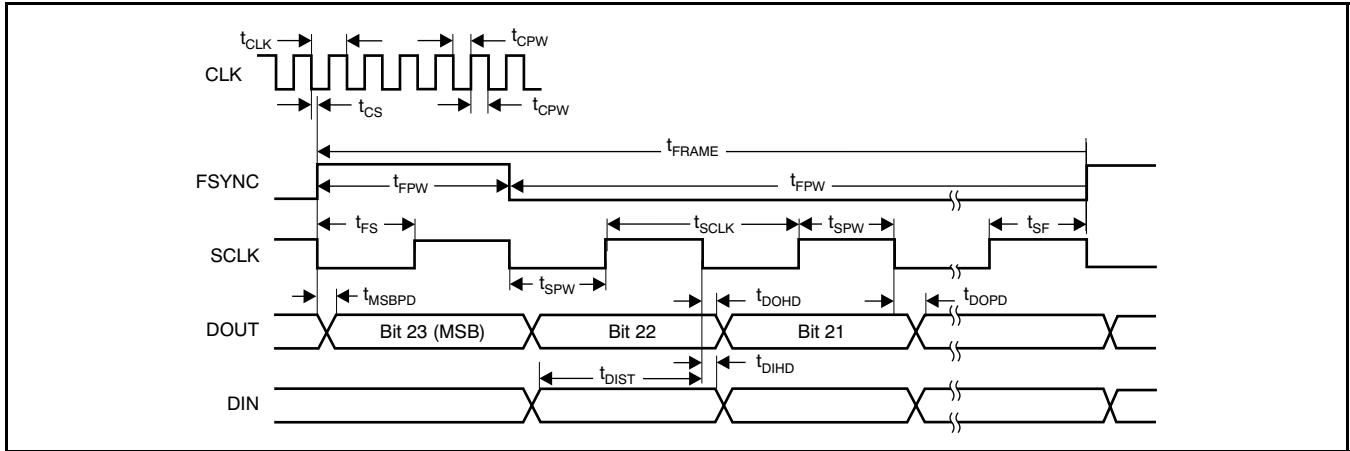 tCLK
tCPW
CLK
tCS
tCPW
tFRAME
FSYNC
tFPW
tFPW
tFS
tSCLK
tSPW
tSF
SCLK
tSPW
tMSBPD
tDOHD
tDOPD
DOUT
Bit 23 (MSB)
Bit 22
Bit 21
tDIST
tDIHD
DIN